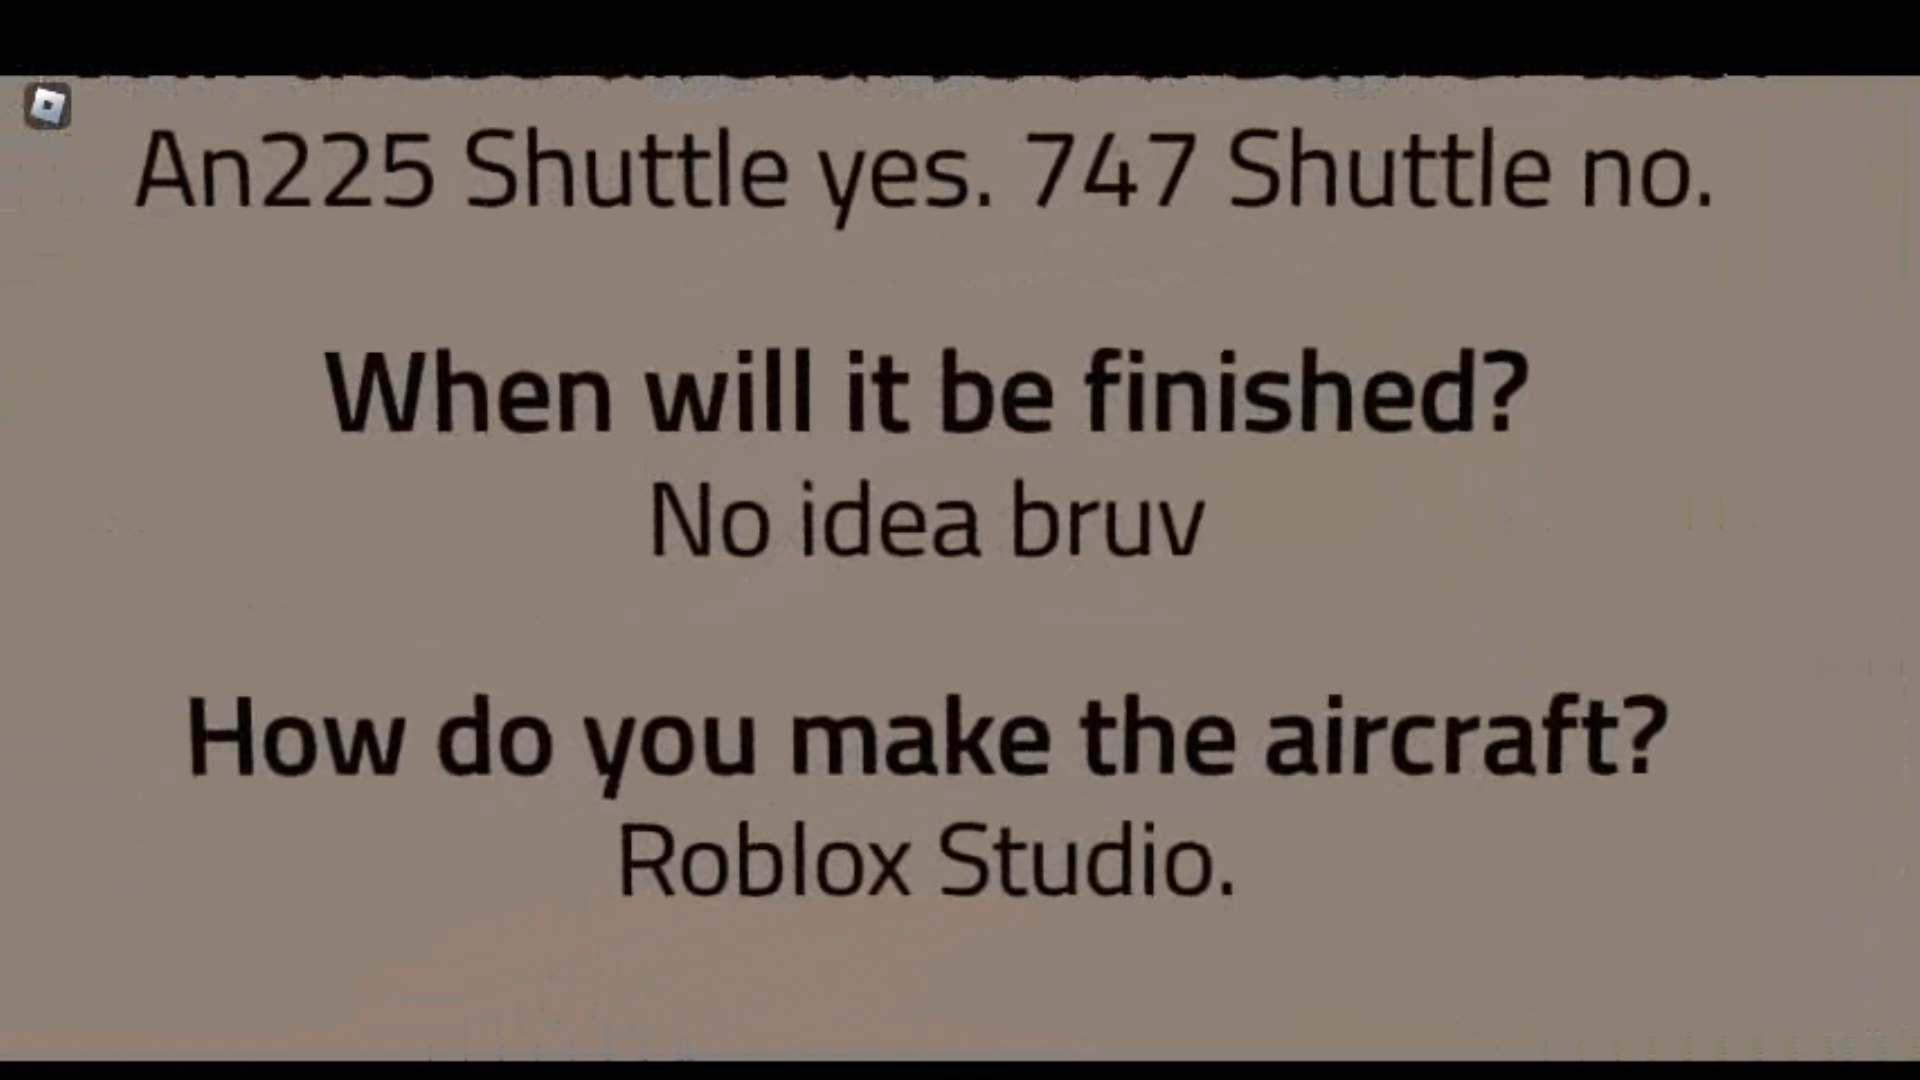 An225 Shuttle yes. 747 Shuttle no.
When will it be finished?
No idea bruv
How do you make the aircraft?
Roblox Studio.